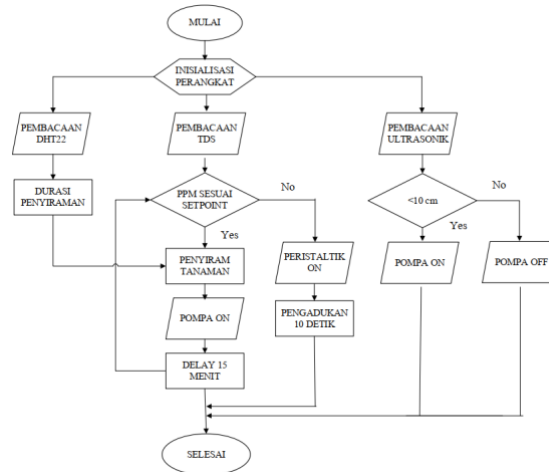 MULAI
INISIALISASI
PERANGKAT
PEMBACAAN
DHT22
PEMBACAAN
TDS
PEMBACAAN
ULTRASONIK
DURASI
PENYIRAMAN
PPM SESUAI
SETPOINT
No
Yes
<10 cm
No
Yes
PENYIRAM
TANAMAN
PERISTALTIK
ON
POMPA ON
POMPA OFF
POMPA ON
PENGADUKAN
10 DETIK
DELAY 15
MENIT
SELESAI